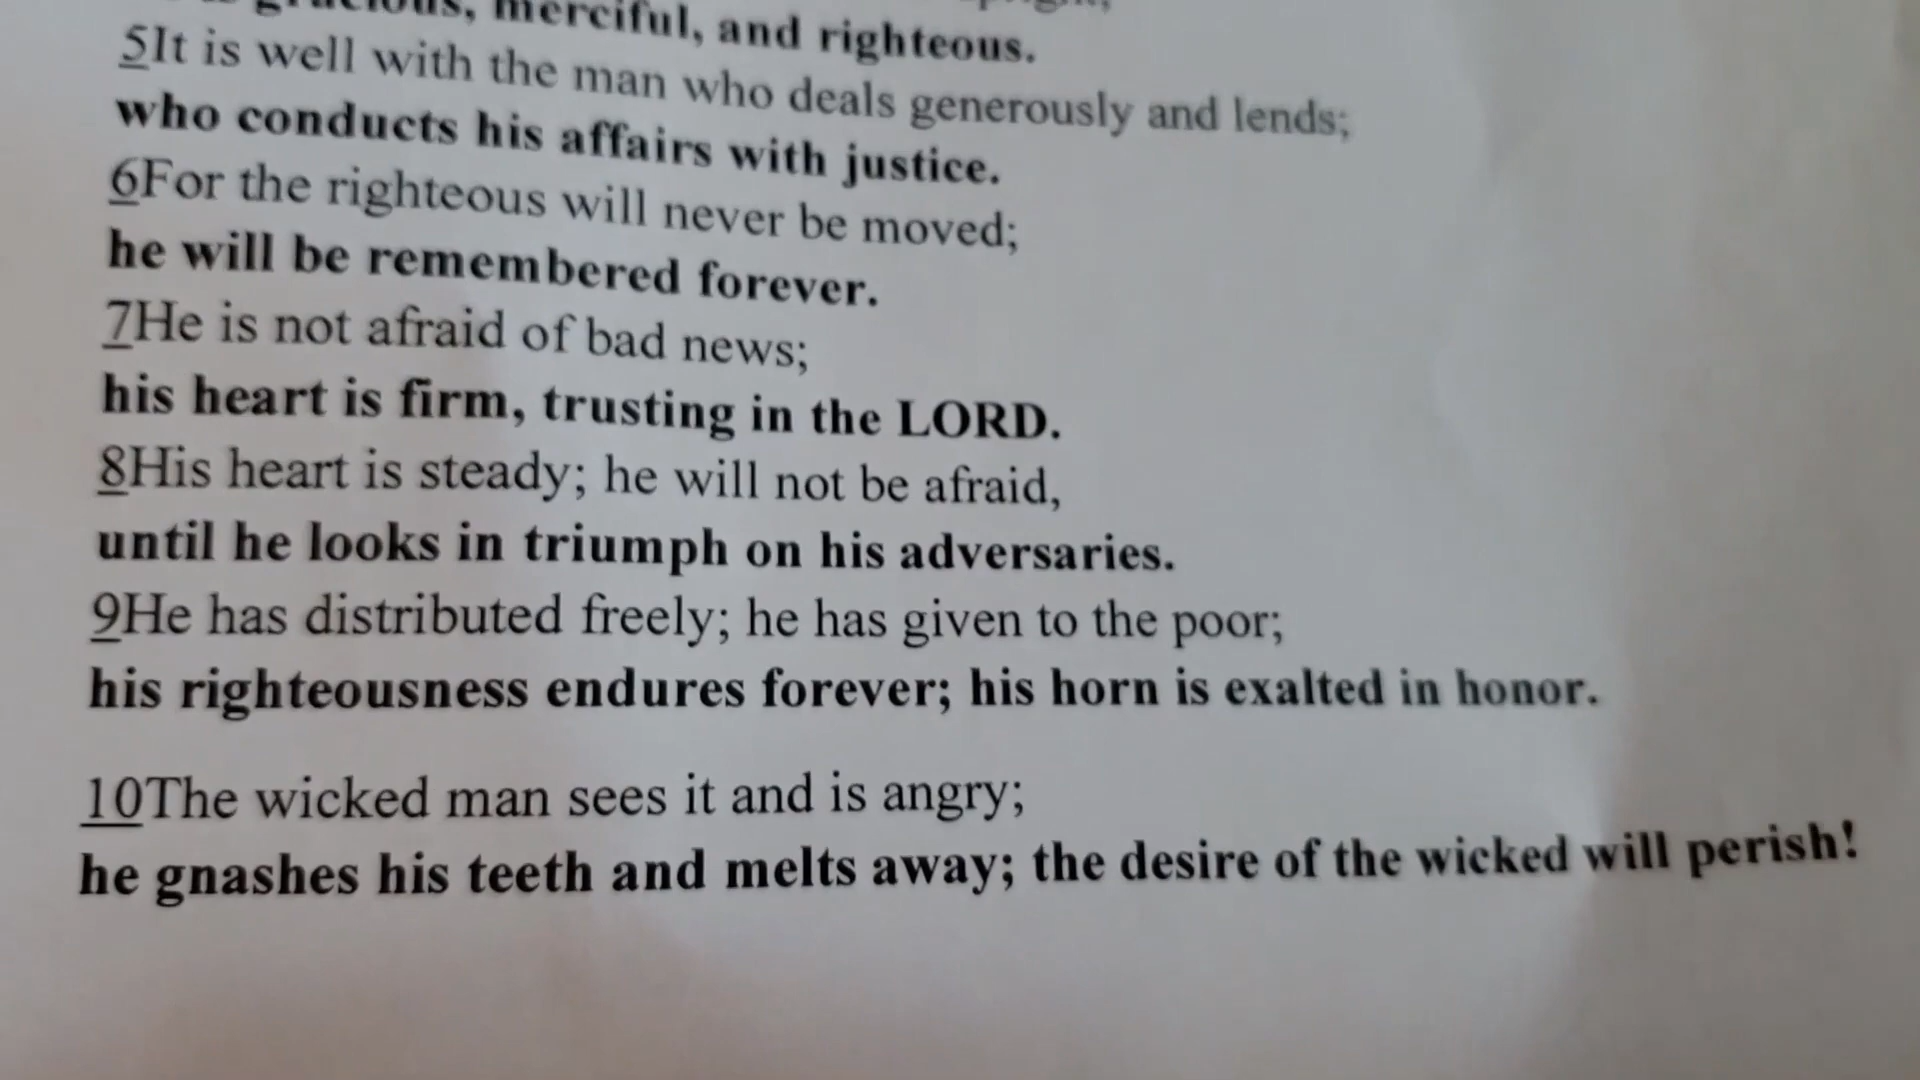 gracious, merciful, and righteous.
5It is well with the man who deals generously and lends;
who conducts his affairs with justice.
6For the righteous will never be moved;
he will be remembered forever.
7He is not afraid of bad news;
his heart is firm, trusting in the LORD.
8His heart is steady; he will not be afraid,
until he looks in triumph on his adversaries.
9He has distributed freely; he has given to the poor;
his righteousness endures forever; his horn is exalted in honor.
10The wicked man sees it and is angry;
he gnashes his teeth and melts away; the desire of the wicked will perish!